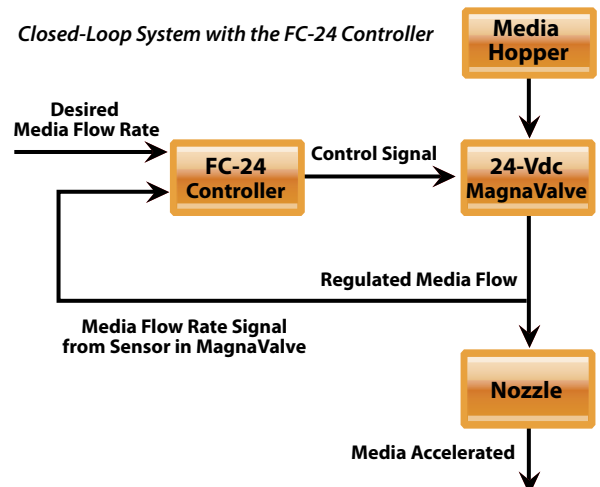 Closed-Loop System with the FC-24 Controller
Media
Hopper
Desired
Media Flow Rate
FC-24
Controller
Control Signal
24-Vdc
MagnaValve
Regulated Media Flow
Media Flow Rate Signal
from Sensor in MagnaValve
Nozzle
Media Accelerated